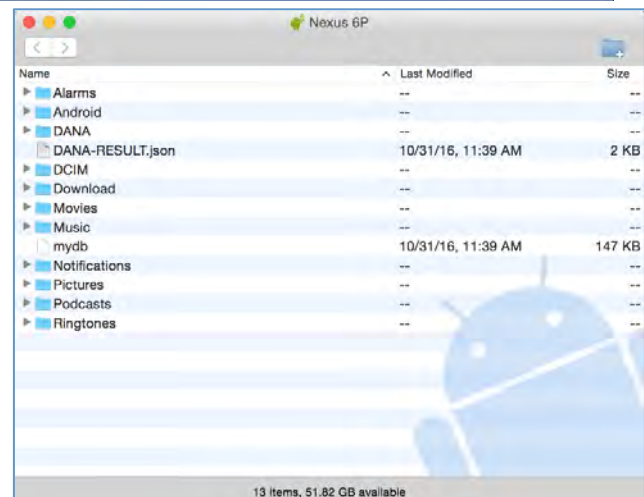 Nexus 6P
Name Last Modified Size
Alarms -- --
Android -- --
DANA -- --
DANA-RESULT.json 10/31/16, 11:39 AM 2 KB
DCIM -- --
Download -- --
Movies -- --
Music -- --
mydb 10/31/16, 11:39 AM 147 KB
Notifications -- --
Pictures -- --
Podcasts -- --
Ringtones -- --
13 items, 51.82 GB available